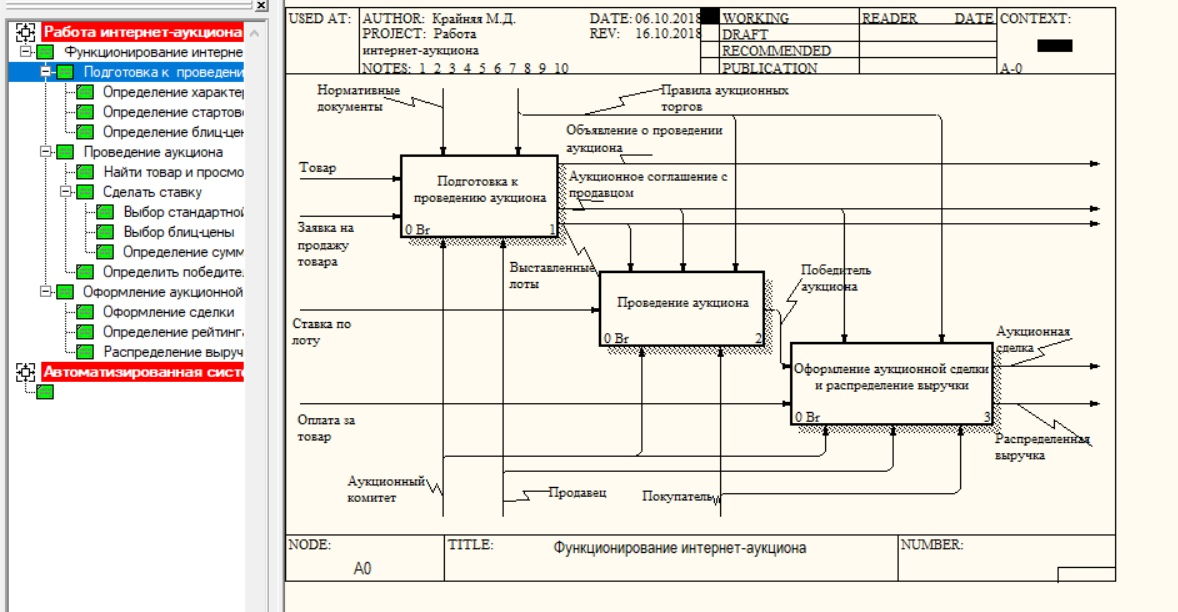 Работа интернет-аукциона
Функционирование интерне
Подготовка к проведени
Определение характер
Определение стартово
Определение блиц-цен
Проведение аукциона
Найти товар и просмо
Сделать ставку
Выбор стандартной
Выбор блиц-цены
Определение сумм
Определить победите
Оформление аукционной
Оформление сделки
Определение рейтинга
Распределение выруч
Автоматизированная систе
USED AT:
AUTHOR: Крайняя М.Д.
DATE: 06.10.2018
PROJECT: Работа
интернет-аукциона
REV: 16.10.2018
NOTES: 1 2 3 4 5 6 7 8 9 10
WORKING
DRAFT
RECOMMENDED
PUBLICATION
READER
DATE
CONTEXT:
A-0
Нормативные
документы
Правила аукционных
торгов
Объявление о проведении
аукциона
Товар
Подготовка к
проведению аукциона
0 Br
1
Аукционное соглашение с
продавцом
Заявка на
продажу
товара
Выставленные
лоты
Победитель
аукциона
Проведение аукциона
0 Br
2
Ставка по
лоту
Аукционная
сделка
Оформление аукционной сделки
и распределение выручки
0 Br
3
Оплата за
товар
Распределенная
выручка
Аукционный
комитет
Продавец
Покупатель
NODE:
A0
TITLE:
Функционирование интернет-аукциона
NUMBER: